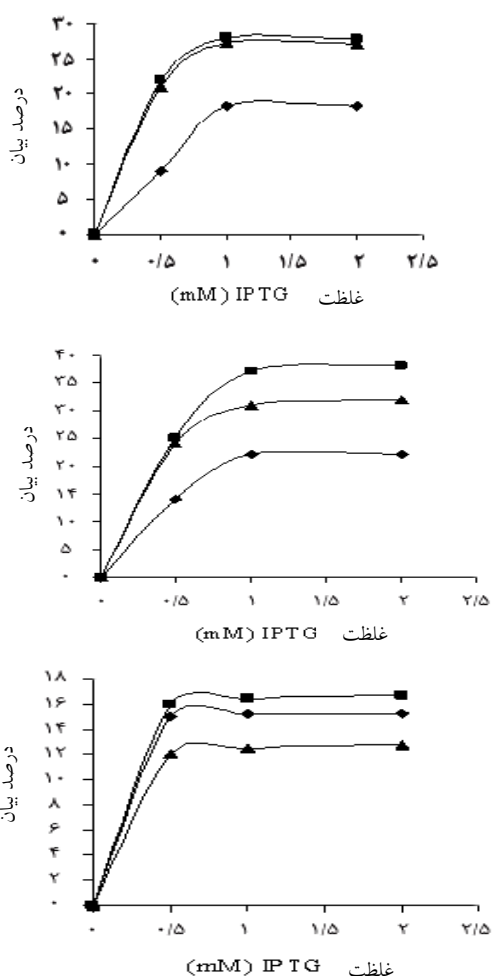 ۳۰
۲۵
۲۰
۱۵
۱۰
۵
۰
درصد بیان
۰ ۰/۵ ۱ ۱/۵ ۲ ۲/۵
غلظت IPTG (mM)
۴۰
۳۵
۳۰
۲۵
۲۰
۱۴
۱۰
۵
۰
درصد بیان
۰ ۰/۵ ۱ ۱/۵ ۲ ۲/۵
غلظت IPTG (mM)
۱۸
۱۶
۱۴
۱۲
۱۰
۸
۶
۴
۲
۰
درصد بیان
۰ ۰/۵ ۱ ۱/۵ ۲ ۲/۵
غلظت IPTG (mM)